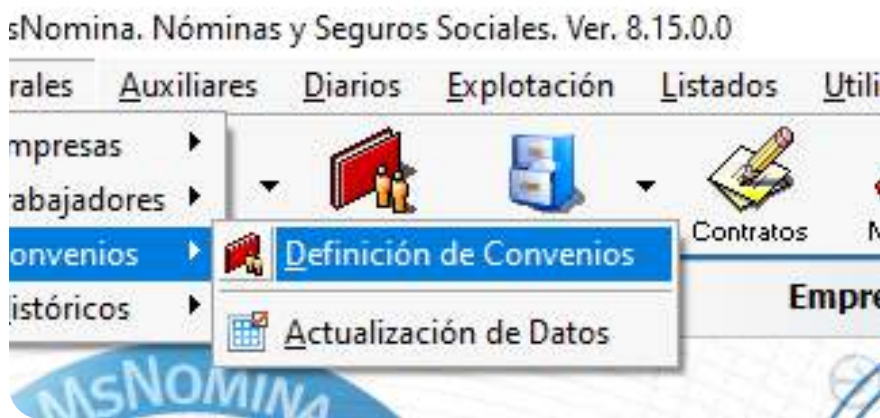 sNomina. Nóminas y Seguros Sociales. Ver. 8.15.0.0
rales Auxiliares Diarios Explotación Listados Utili
mpresas
rabajadores
onvenios
Definición de Convenios
Contratos
istóricos
Empre
Actualización de Datos
MSNOMINA